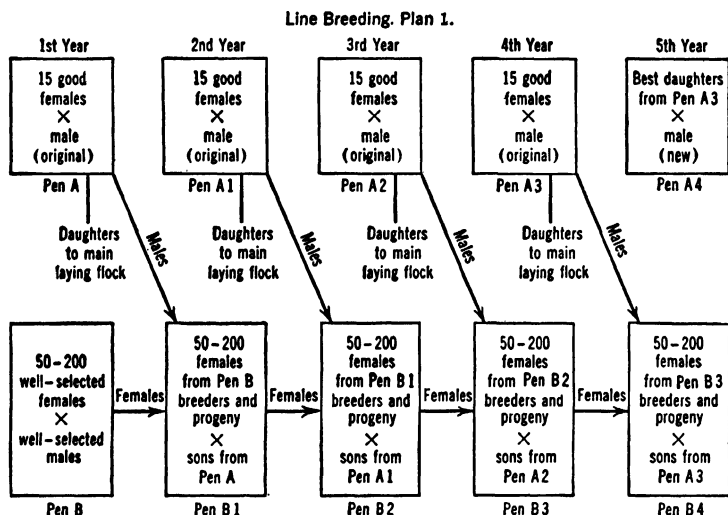 Line Breeding. Plan 1.
1st Year
2nd Year
3rd Year
4th Year
5th Year
15 good
females
×
male
(original)
Pen A
15 good
females
×
male
(original)
Pen A1
15 good
females
×
male
(original)
Pen A2
15 good
females
×
male
(original)
Pen A3
Best daughters
from Pen A3
×
male
(new)
Pen A4
Daughters
to main
laying flock
Males
Daughters
to main
laying flock
Males
Daughters
to main
laying flock
Males
Daughters
to main
laying flock
Males
50–200
well-selected
females
×
well-selected
males
Pen B
Females
50–200
females
from Pen B
breeders and
progeny
×
sons from
Pen A
Pen B1
Females
50–200
females
from Pen B1
breeders and
progeny
×
sons from
Pen A1
Pen B2
Females
50–200
females
from Pen B2
breeders and
progeny
×
sons from
Pen A2
Pen B3
Females
50–200
females
from Pen B3
breeders and
progeny
×
sons from
Pen A3
Pen B4